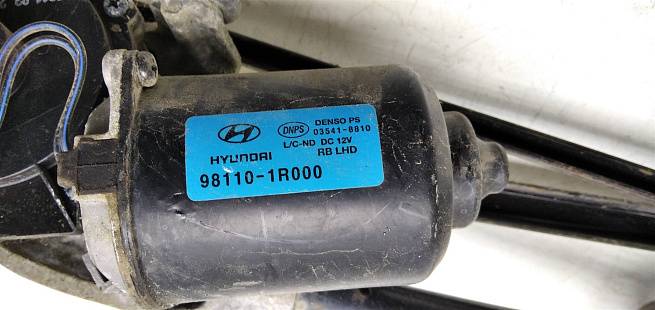 HYUNDAI
98110-1R000
DNPS
DENSO PS
03541-8810
L/C-ND DC 12V
RB LHD